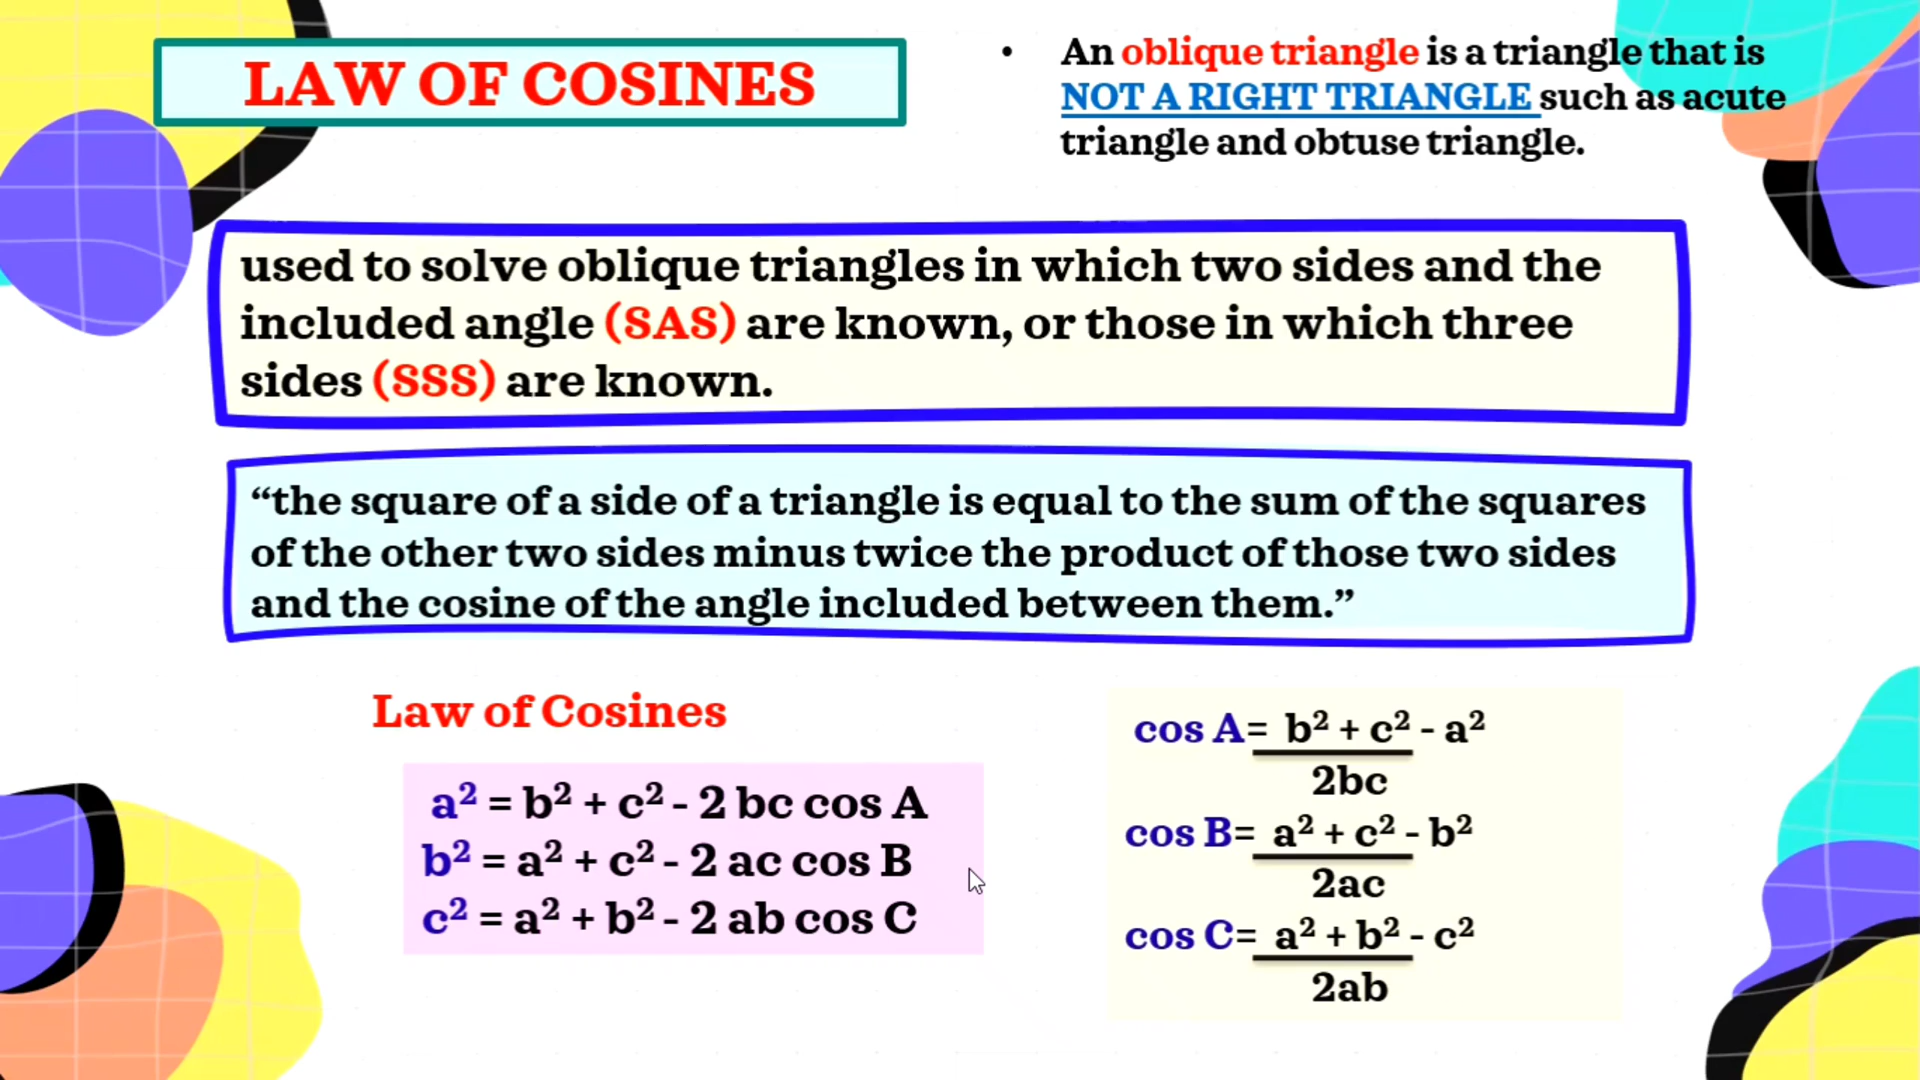 LAW OF COSINES
• An oblique triangle is a triangle that is
NOT A RIGHT TRIANGLE such as acute
triangle and obtuse triangle.
used to solve oblique triangles in which two sides and the
included angle (SAS) are known, or those in which three
sides (SSS) are known.
“the square of a side of a triangle is equal to the sum of the squares
of the other two sides minus twice the product of those two sides
and the cosine of the angle included between them.”
Law of Cosines
a² = b² + c² - 2 bc cos A
b² = a² + c² - 2 ac cos B
c² = a² + b² - 2 ab cos C
cos A= b² + c² - a²
2bc
cos B= a² + c² - b²
2ac
cos C= a² + b² - c²
2ab